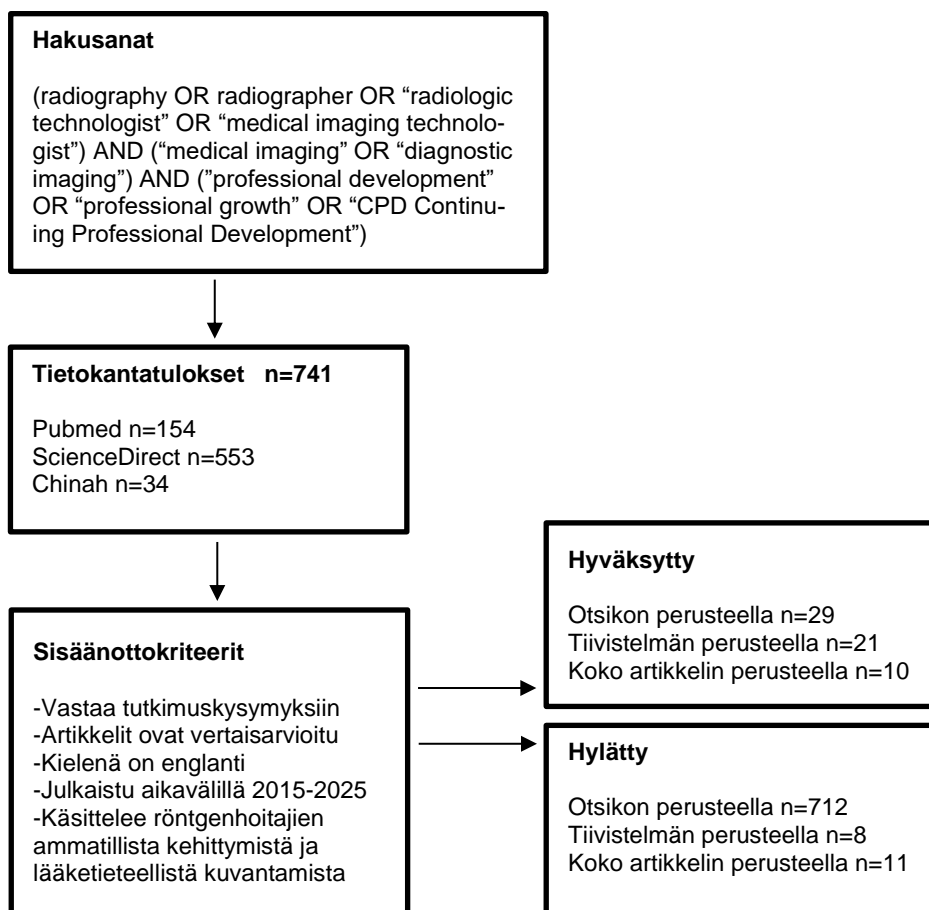 Hakusanat
(radiography OR radiographer OR “radiologic
technologist” OR “medical imaging technolo-
gist”) AND (“medical imaging” OR “diagnostic
imaging”) AND (”professional development”
OR “professional growth” OR “CPD Continu-
ing Professional Development”)
Tietokantatulokset n=741
Pubmed n=154
ScienceDirect n=553
Chinah n=34
Sisäänottokriteerit
-Vastaa tutkimuskysymyksiin
-Artikkelit ovat vertaisarvioitu
-Kielenä on englanti
-Julkaistu aikavälillä 2015-2025
-Käsittelee röntgenhoitajien
ammatillista kehittymistä ja
lääketieteellistä kuvantamista
Hyväksytty
Otsikon perusteella n=29
Tiivistelmän perusteella n=21
Koko artikkelin perusteella n=10
Hylätty
Otsikon perusteella n=712
Tiivistelmän perusteella n=8
Koko artikkelin perusteella n=11